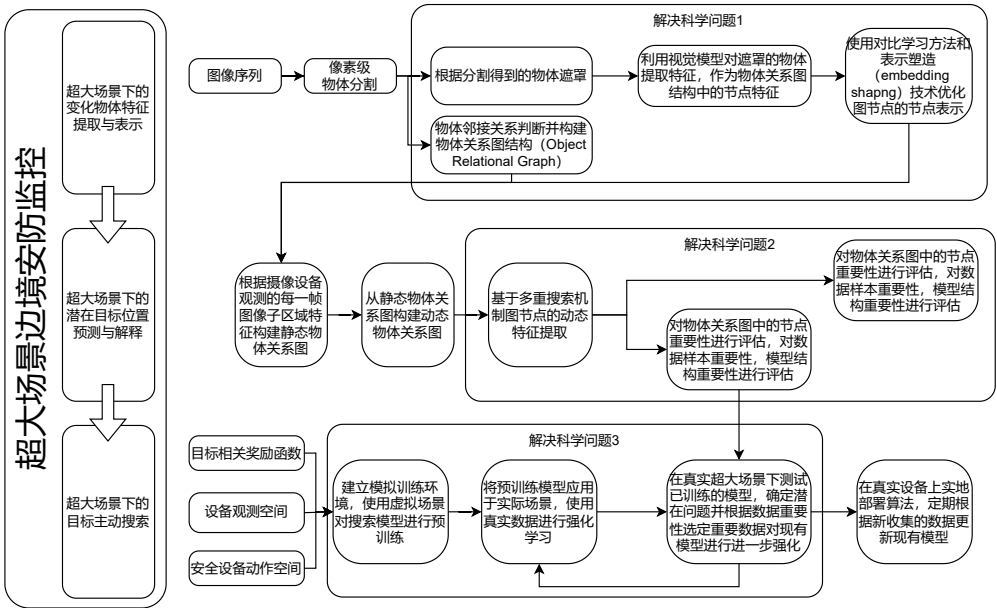 超大场景边境安防监控
超大场景下的
变化物体特征
提取与表示
超大场景下的
潜在目标位置
预测与解释
超大场景下的
目标主动搜索
解决科学问题1
图像序列
像素级
物体分割
根据分割得到的物体遮罩
利用视觉模型对遮罩的物体
提取特征，作为物体关系图
结构中的节点特征
使用对比学习方法和
表示塑造
（embedding
shapng）技术优化
图节点的节点表示
物体邻接关系判断并构建
物体关系图结构（Object
Relational Graph）
解决科学问题2
根据摄像设备
观测的每一帧
图像子区域特
征构建静态物
体关系图
从静态物体关
系图构建动态
物体关系图
基于多重搜索机
制图节点的动态
特征提取
对物体关系图中的节点
重要性进行评估，对数
据样本重要性，模型结
构重要性进行评估
对物体关系图中的节点
重要性进行评估，对数
据样本重要性，模型结
构重要性进行评估
解决科学问题3
目标相关奖励函数
设备观测空间
安全设备动作空间
建立模拟训练环
境，使用虚拟场景
对搜索模型进行预
训练
将预训练模型应用
于实际场景，使用
真实数据进行强化
学习
在真实超大场景下测试
已训练的模型，确定潜
在问题并根据数据重要
性选定重要数据对现有
模型进行进一步强化
在真实设备上实地
部署算法，定期根
据新收集的数据更
新现有模型